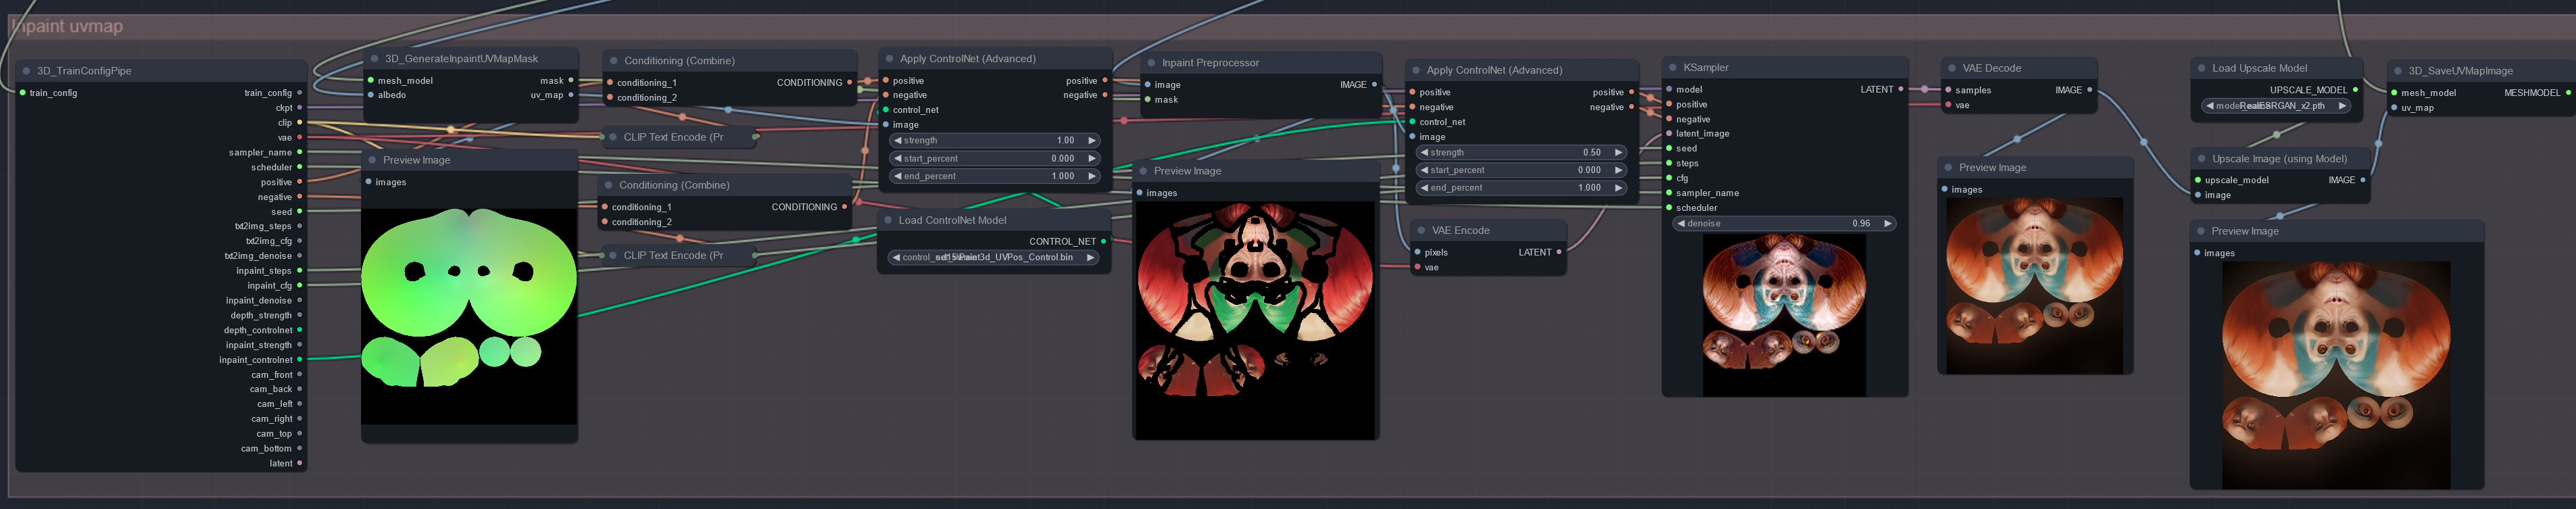 Inpaint uvmap
3D_TrainConfigPipe
train_config
train_config
ckpt
clip
vae
sampler_name
scheduler
positive
negative
seed
txt2img_steps
txt2img_cfg
txt2img_denoise
inpaint_steps
inpaint_cfg
inpaint_denoise
depth_strength
depth_controlnet
inpaint_strength
inpaint_controlnet
cam_front
cam_back
cam_left
cam_right
cam_top
cam_bottom
latent
3D_GenerateInpaintUVMapMask
mesh_model mask
albedo uv_map
Preview Image
images
Conditioning (Combine)
conditioning_1 CONDITIONING
conditioning_2
CLIP Text Encode (Pr
Conditioning (Combine)
conditioning_1 CONDITIONING
conditioning_2
CLIP Text Encode (Pr
Apply ControlNet (Advanced)
positive positive
negative negative
control_net
image
strength 1.00
start_percent 0.000
end_percent 1.000
Load ControlNet Model
CONTROL_NET
Inpaint Preprocessor
image IMAGE
mask
Preview Image
images
Apply ControlNet (Advanced)
positive positive
negative negative
control_net
image
strength 0.50
start_percent 0.000
end_percent 1.000
VAE Encode
pixels LATENT
vae
KSampler
model LATENT
positive
negative
latent_image
seed
steps
cfg
sampler_name
scheduler
denoise 0.96
VAE Decode
samples IMAGE
vae
Preview Image
images
Load Upscale Model
UPSCALE_MODEL
Upscale Image (using Model)
upscale_model IMAGE
image
Preview Image
images
3D_SaveUVMapImage
mesh_model MESHMODEL
uv_map